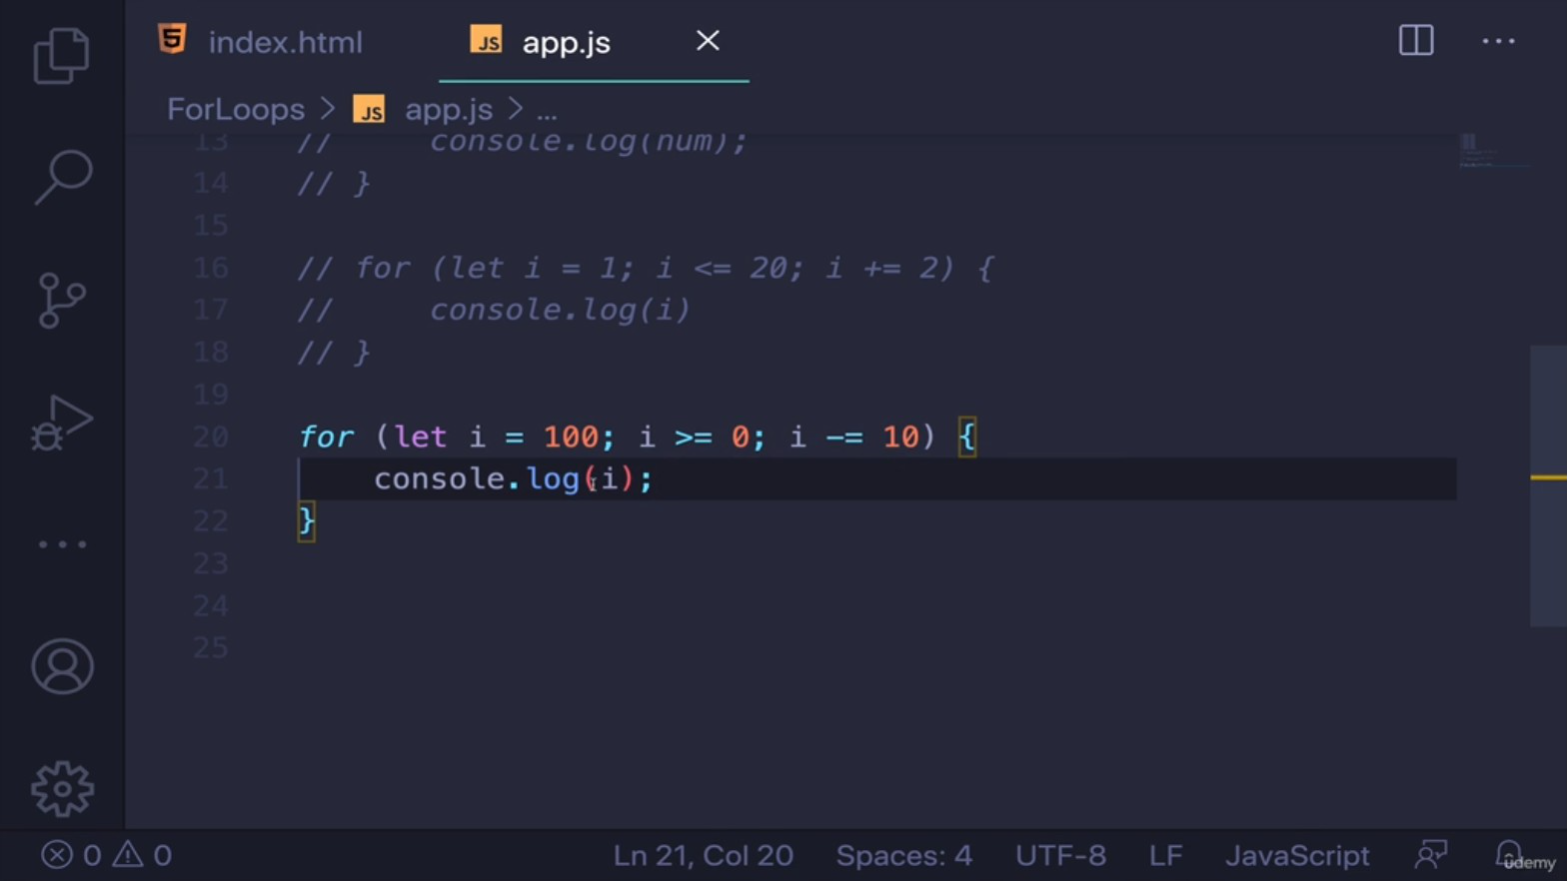 index.html
app.js
ForLoops > JS app.js > ...
13 // console.log(num);
14 // }
15
16 // for (let i = 1; i <= 20; i += 2) {
17 // console.log(i)
18 // }
19
20 for (let i = 100; i >= 0; i -= 10) {
21 console.log(i);
22 }
23
24
25
0 0 Ln 21, Col 20 Spaces: 4 UTF-8 LF JavaScript
udemy